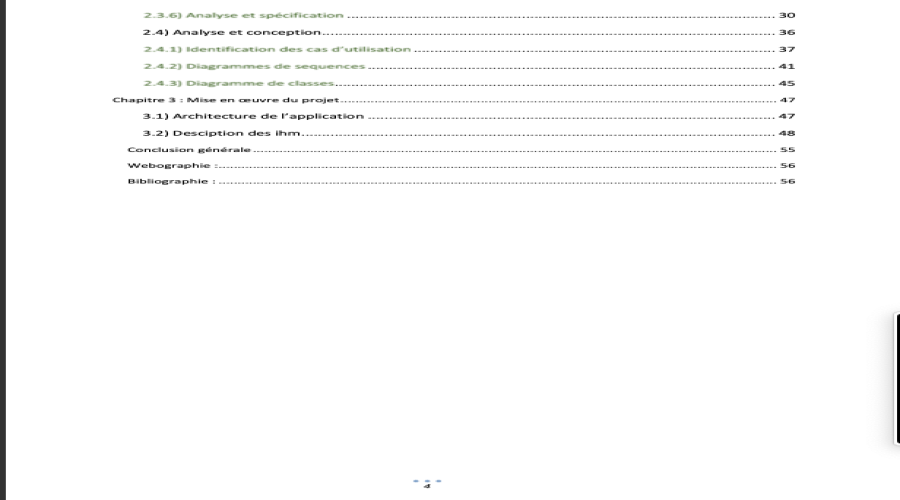 2.3.6) Analyse et spécification ........ 30
2.4) Analyse et conception........ 36
2.4.1) Identification des cas d'utilisation ........ 37
2.4.2) Diagrammes de sequences ........ 41
2.4.3) Diagramme de classes........ 45
Chapitre 3 : Mise en œuvre du projet........ 47
3.1) Architecture de l'application ........ 47
3.2) Desciption des ihm........ 48
Conclusion générale ........ 55
Webographie :........ 56
Bibliographie : ........ 56
4